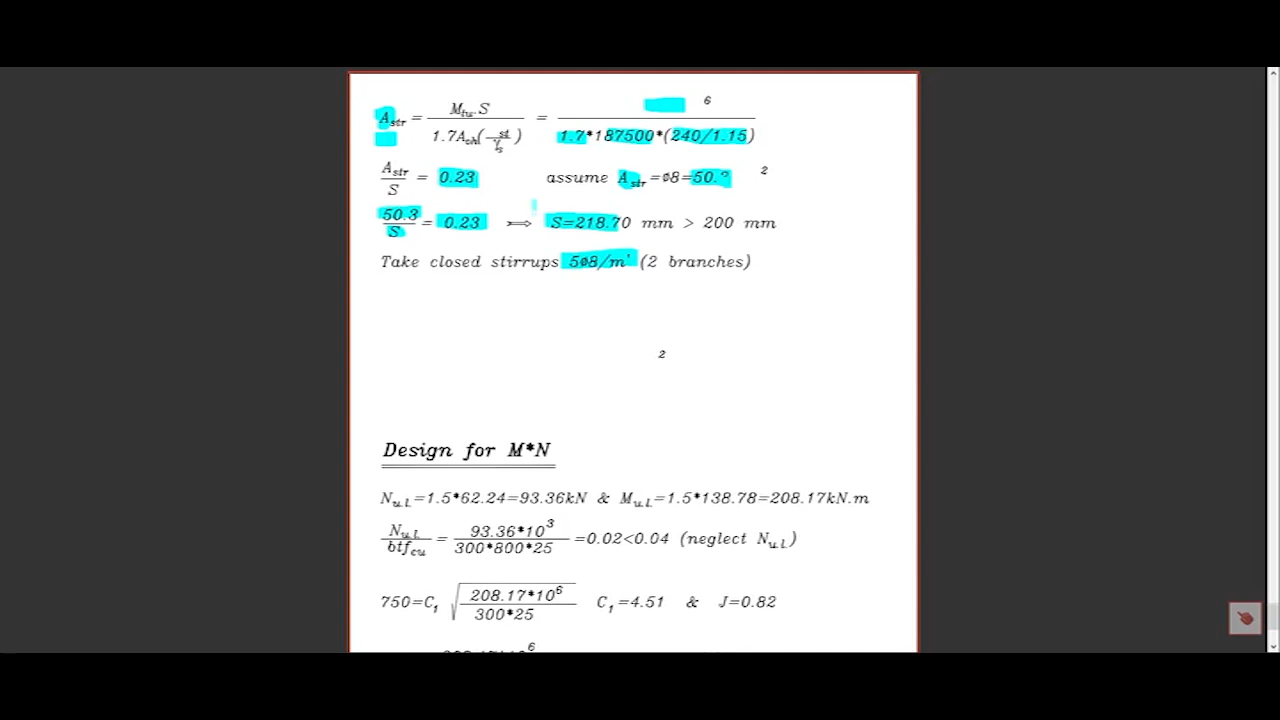 A_str = M_tu.S / 1.7A_oh( st/γ_s ) = 6 / 1.7*187500*(240/1.15)
A_str / S = 0.23 assume A_str=ø8=50. 2
50.3 / S = 0.23 ⟹ S=218.70 mm > 200 mm
Take closed stirrups 5ø8/m' (2 branches)
2
Design for M*N
N_u.l=1.5*62.24=93.36kN & M_u.l=1.5*138.78=208.17kN.m
N_u.l / btf_cu = 93.36*10^3 / 300*800*25 =0.02<0.04 (neglect N_u.l)
750=C_1 √(208.17*10^6 / 300*25) C_1=4.51 & J=0.82